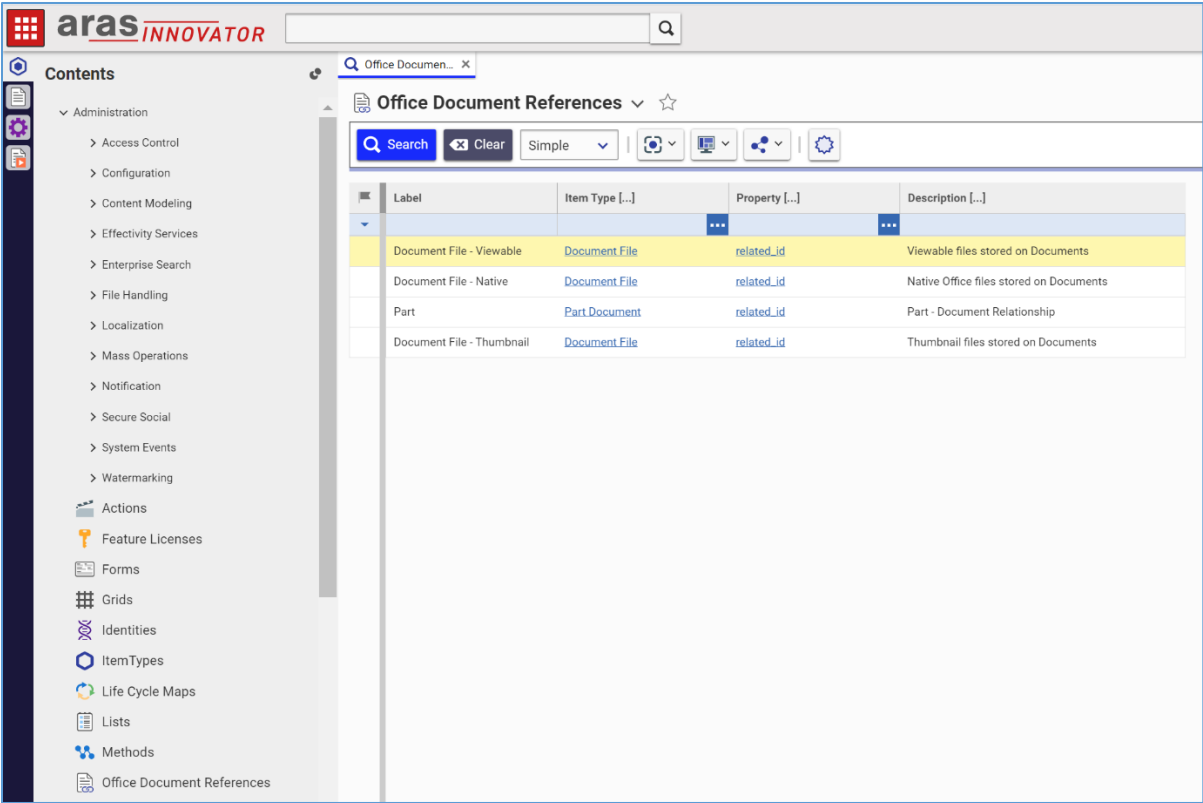 aras INNOVATOR
Contents
Administration
Access Control
Configuration
Content Modeling
Effectivity Services
Enterprise Search
File Handling
Localization
Mass Operations
Notification
Secure Social
System Events
Watermarking
Actions
Feature Licenses
Forms
Grids
Identities
ItemTypes
Life Cycle Maps
Lists
Methods
Office Document References
Office Documen...
Office Document References
Search Clear Simple
Label Item Type [...] Property [...] Description [...]
Document File - Viewable Document File related_id Viewable files stored on Documents
Document File - Native Document File related_id Native Office files stored on Documents
Part Part Document related_id Part - Document Relationship
Document File - Thumbnail Document File related_id Thumbnail files stored on Documents